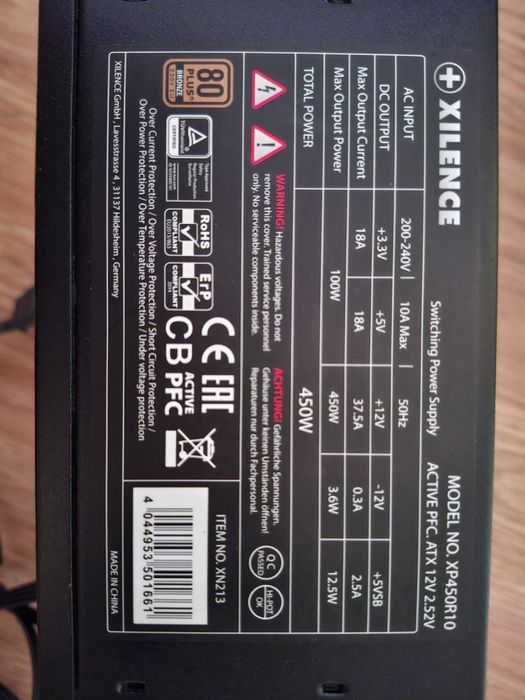 XILENCE
Switching Power Supply
MODEL NO. XP450R10
ACTIVE PFC. ATX 12V 2.52V
AC INPUT 200-240V 10A Max 50Hz
DC OUTPUT +3.3V +5V +12V -12V +5VSB
Max Output Current 18A 18A 37.5A 0.3A 2.5A
Max Output Power 100W 450W 3.6W 12.5W
TOTAL POWER 450W
WARNING! Hazardous voltages. Do not
remove this cover. Trained service personnel
only. No serviceable components inside.
ACHTUNG! Gefährliche Spannungen.
Gehäuse unter keinen Umständen öffnen!
Reparaturen nur durch Fachpersonal.
QC
PASSED
HI-POT
OK
80
PLUS
BRONZE
230V EU
TÜVRheinland
CERTIFIED
RoHS
COMPLIANT
ErP
COMPLIANT
CE EAC
CB ACTIVE
PFC
ITEM NO. XN213
4 044953 501661
Over Current Protection / Over Voltage Protection / Short Circuit Protection /
Over Power Protection / Over Temperature Protection / Under voltage protection
XILENCE GmbH , Lavesstrasse 4 , 31137 Hildesheim , Germany
MADE IN CHINA